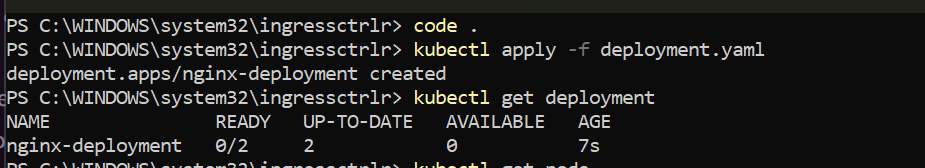 PS C:\WINDOWS\system32\ingressctrlr> code .
PS C:\WINDOWS\system32\ingressctrlr> kubectl apply -f deployment.yaml
deployment.apps/nginx-deployment created
PS C:\WINDOWS\system32\ingressctrlr> kubectl get deployment
NAME READY UP-TO-DATE AVAILABLE AGE
nginx-deployment 0/2 2 0 7s
PS C:\WINDOWS\system32\ingressctrlr> kubectl get